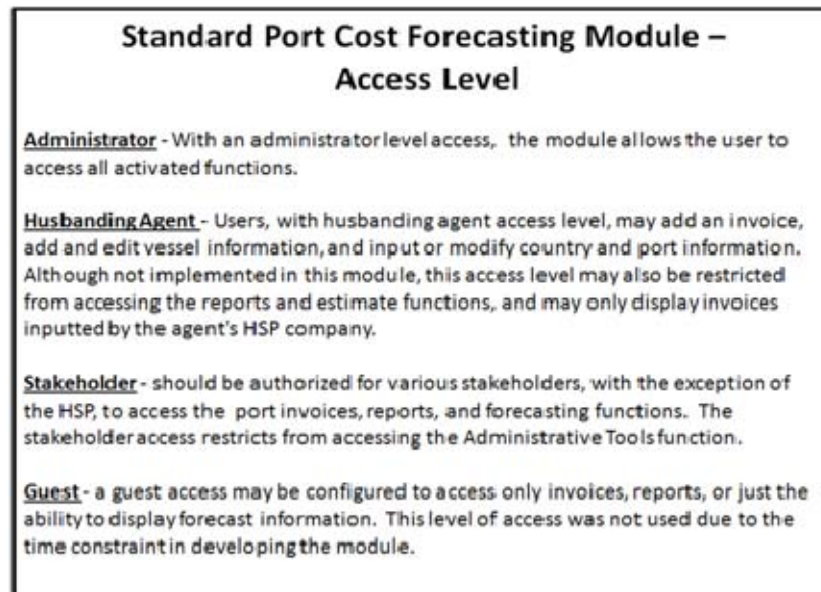 Standard Port Cost Forecasting Module –
Access Level
Administrator - With an administrator level access, the module allows the user to
access all activated functions.
Husbanding Agent - Users, with husbanding agent access level, may add an invoice,
add and edit vessel information, and input or modify country and port information.
Although not implemented in this module, this access level may also be restricted
from accessing the reports and estimate functions, and may only display invoices
inputted by the agent's HSP company.
Stakeholder - should be authorized for various stakeholders, with the exception of
the HSP, to access the port invoices, reports, and forecasting functions. The
stakeholder access restricts from accessing the Administrative Tools function.
Guest - a guest access may be configured to access only invoices, reports, or just the
ability to display forecast information. This level of access was not used due to the
time constraint in developing the module.